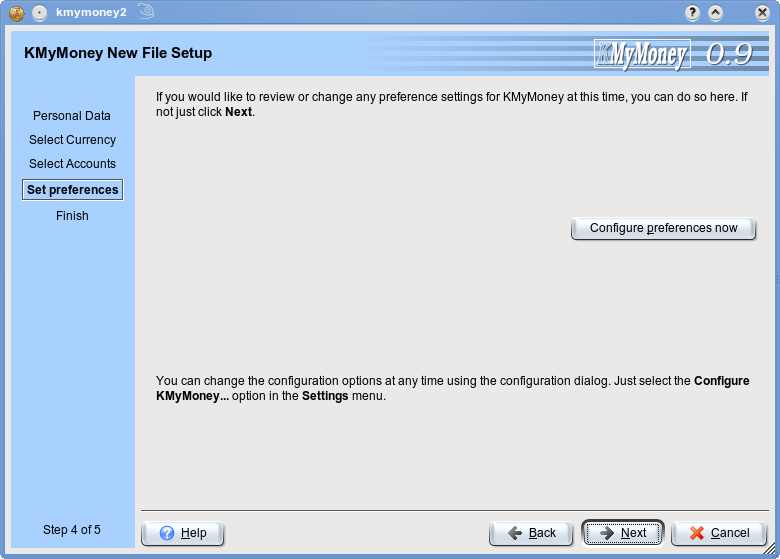 kmymoney2
?
KMyMoney New File Setup
KMyMoney 0.9
Personal Data
Select Currency
Select Accounts
Set preferences
Finish
If you would like to review or change any preference settings for KMyMoney at this time, you can do so here. If
not just click Next.
Configure preferences now
You can change the configuration options at any time using the configuration dialog. Just select the Configure
KMyMoney... option in the Settings menu.
Step 4 of 5
? Help
Back
Next
Cancel